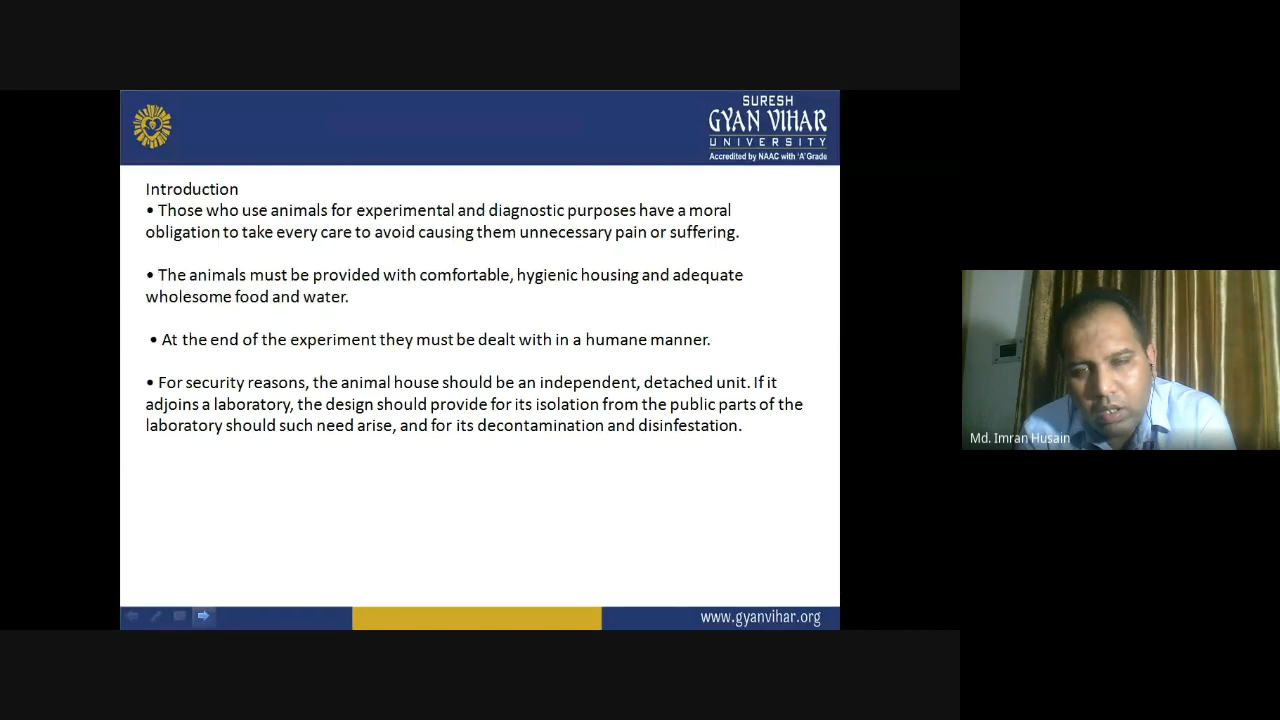 SURESH
GYAN VIHAR
UNIVERSITY
Accredited by NAAC with 'A' Grade
Introduction
• Those who use animals for experimental and diagnostic purposes have a moral
obligation to take every care to avoid causing them unnecessary pain or suffering.
• The animals must be provided with comfortable, hygienic housing and adequate
wholesome food and water.
• At the end of the experiment they must be dealt with in a humane manner.
• For security reasons, the animal house should be an independent, detached unit. If it
adjoins a laboratory, the design should provide for its isolation from the public parts of the
laboratory should such need arise, and for its decontamination and disinfestation.
www.gyanvihar.org
Md. Imran Husain